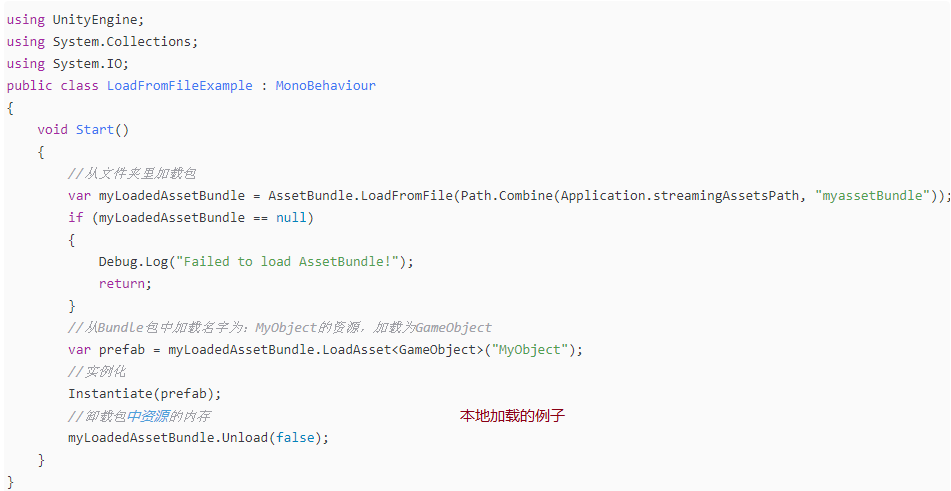 using UnityEngine;
using System.Collections;
using System.IO;
public class LoadFromFileExample : MonoBehaviour
{
    void Start()
    {
        //从文件夹里加载包
        var myLoadedAssetBundle = AssetBundle.LoadFromFile(Path.Combine(Application.streamingAssetsPath, "myassetBundle"));
        if (myLoadedAssetBundle == null)
        {
            Debug.Log("Failed to load AssetBundle!");
            return;
        }
        //从Bundle包中加载名字为：MyObject的资源，加载为GameObject
        var prefab = myLoadedAssetBundle.LoadAsset<GameObject>("MyObject");
        //实例化
        Instantiate(prefab);
        //卸载包中资源的内存 本地加载的例子
        myLoadedAssetBundle.Unload(false);
    }
}